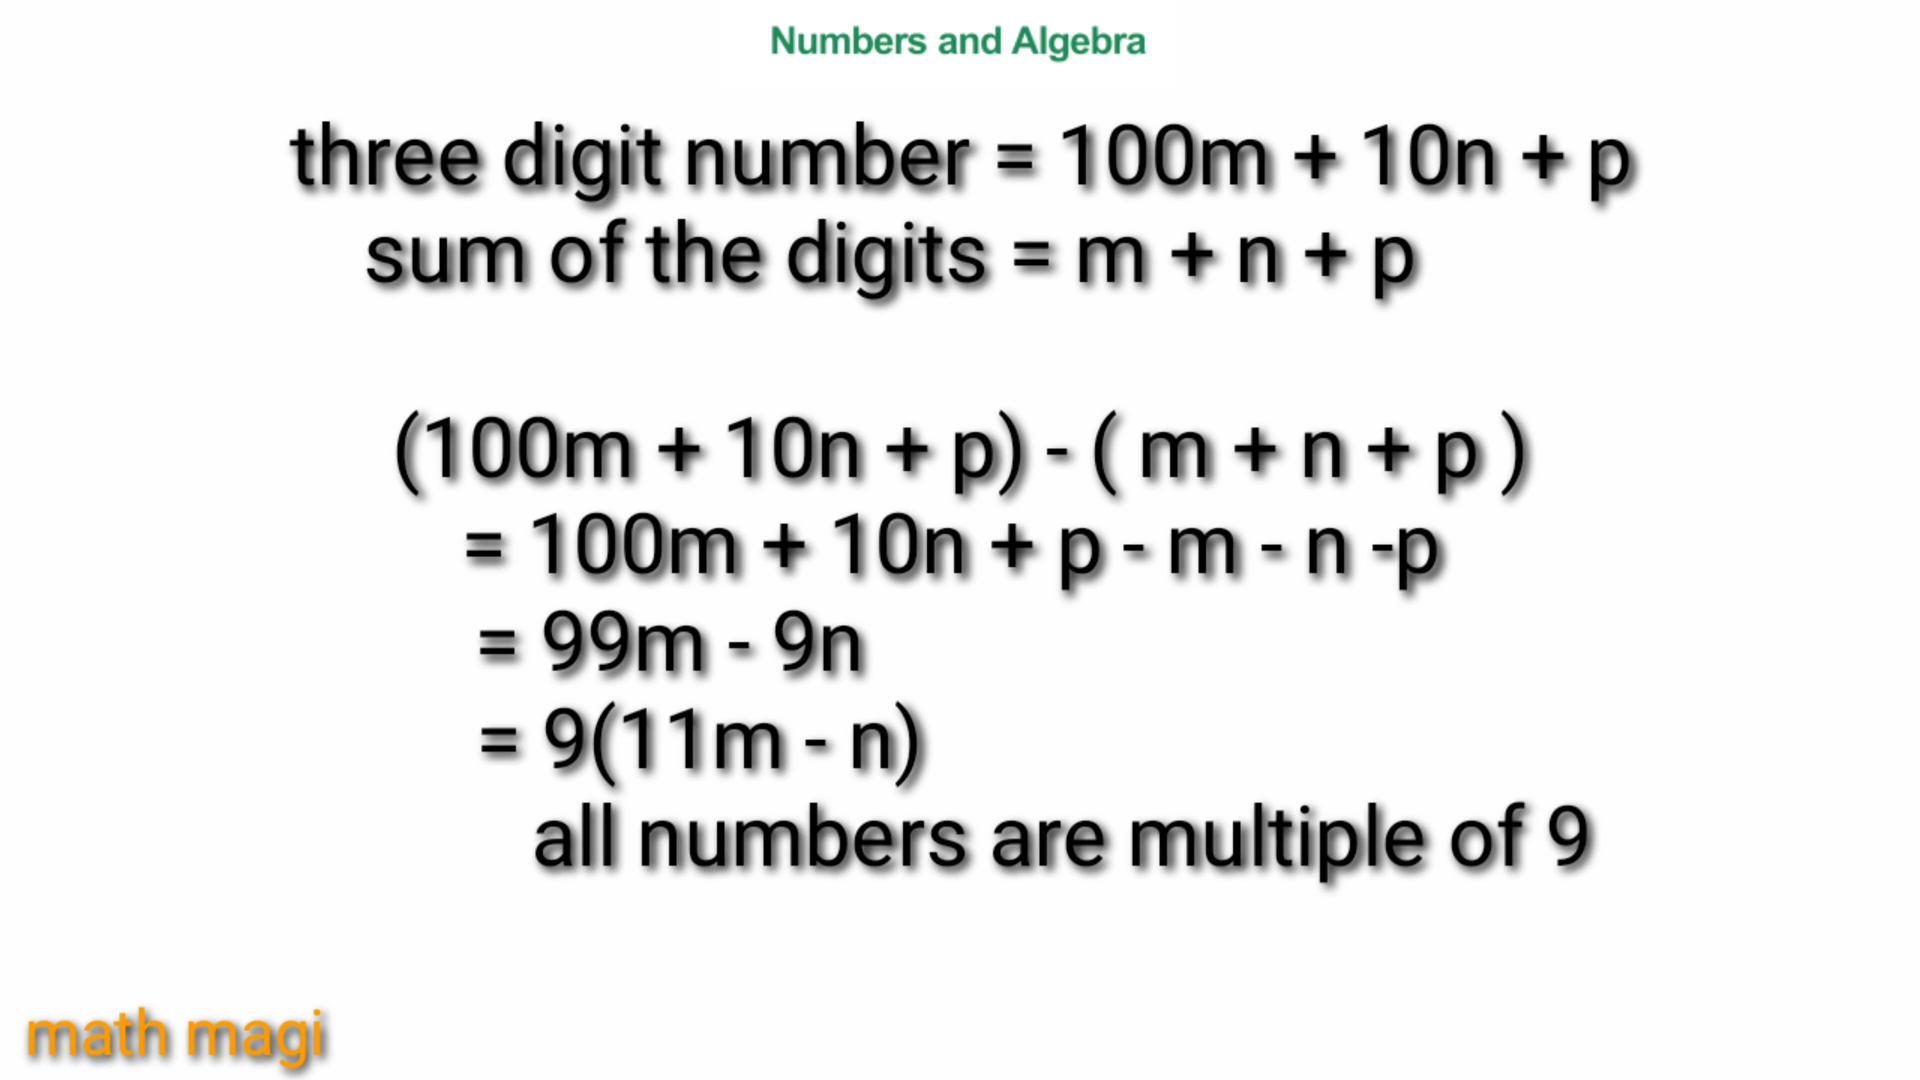 Numbers and Algebra
three digit number = 100m + 10n + p
sum of the digits = m + n + p
(100m + 10n + p) - ( m + n + p )
= 100m + 10n + p - m - n -p
= 99m - 9n
= 9(11m - n)
all numbers are multiple of 9
math magi